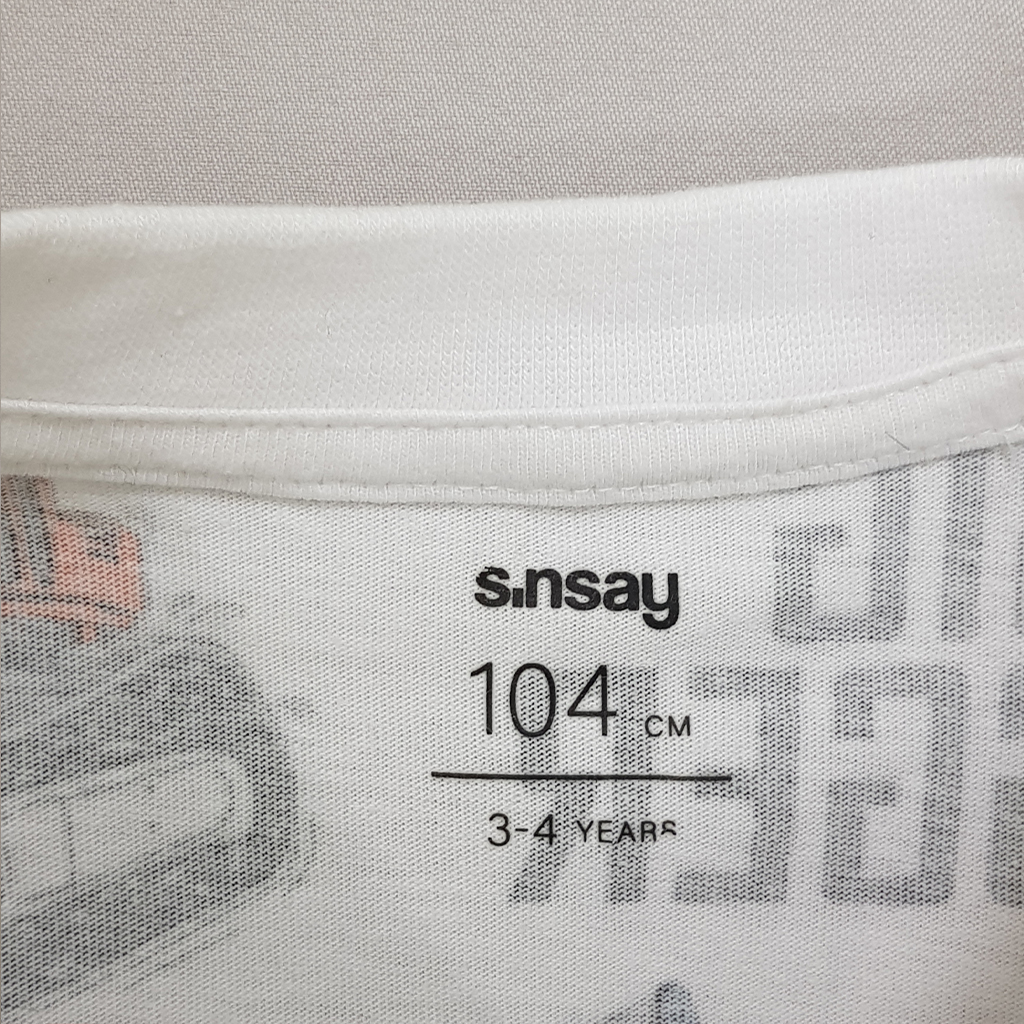 sinsay
104 CM
3-4 YEARS